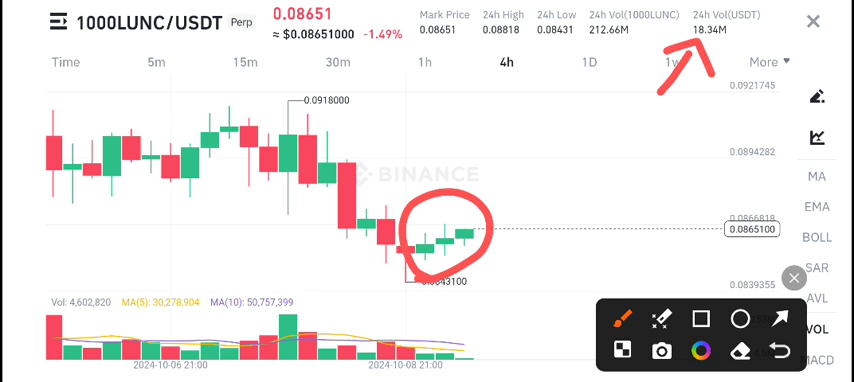 1000LUNC/USDT Perp
0.08651
≈ $0.08651000 -1.49%
Mark Price 24h High 24h Low 24h Vol(1000LUNC) 24h Vol(USDT)
0.08651 0.08818 0.08431 212.66M 18.34M
Time 5m 15m 30m 1h 4h 1D 1w More
0.0921745
0.0918000
0.0894282
BINANCE
0.0866818
0.0865100
0.0839355
MA
EMA
BOLL
SAR
AVL
VOL
MACD
Vol: 4,602,820 MA(5): 30,278,904 MA(10): 50,757,399
2024-10-06 21:00 2024-10-08 21:00